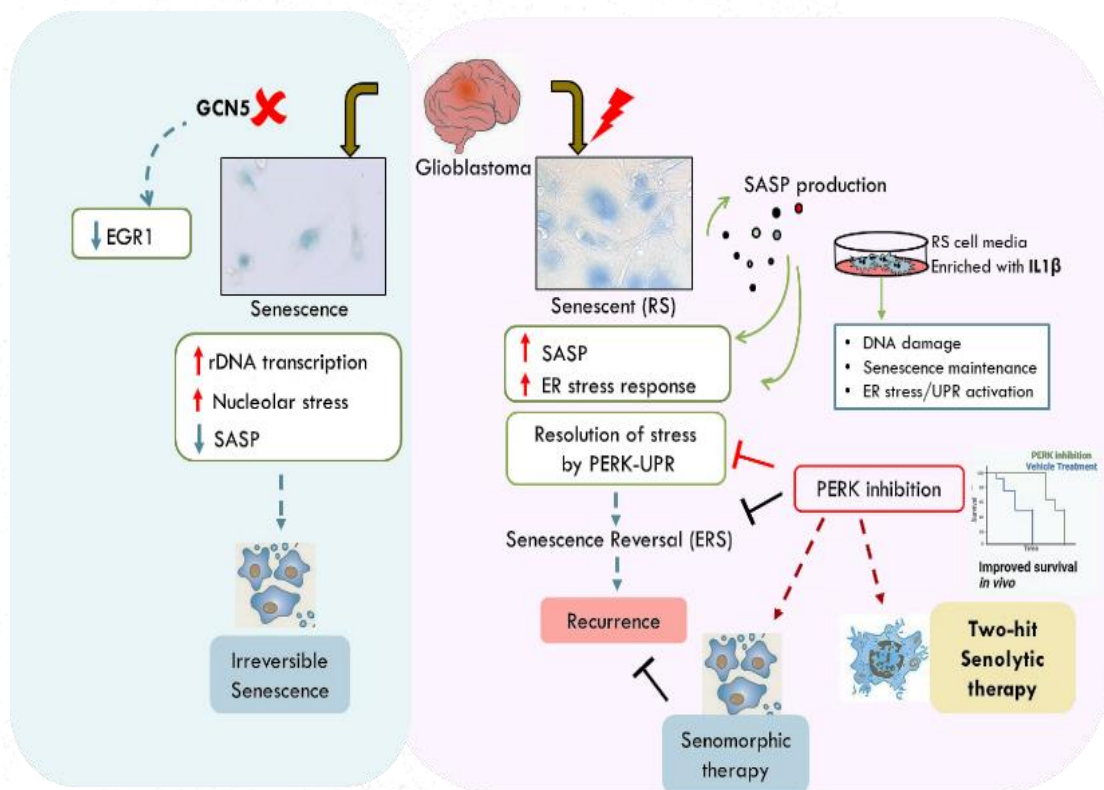 GCN5
EGR1
Senescence
rDNA transcription
Nucleolar stress
SASP
Irreversible
Senescence
Glioblastoma
Senescent (RS)
SASP production
RS cell media
Enriched with IL1β
• DNA damage
• Senescence maintenance
• ER stress/UPR activation
SASP
ER stress response
Resolution of stress
by PERK-UPR
PERK inhibition
Senescence Reversal (ERS)
Recurrence
Senomorphic
therapy
Two-hit
Senolytic
therapy
PERK inhibition
Vehicle Treatment
Survival
Time
Improved survival
in vivo